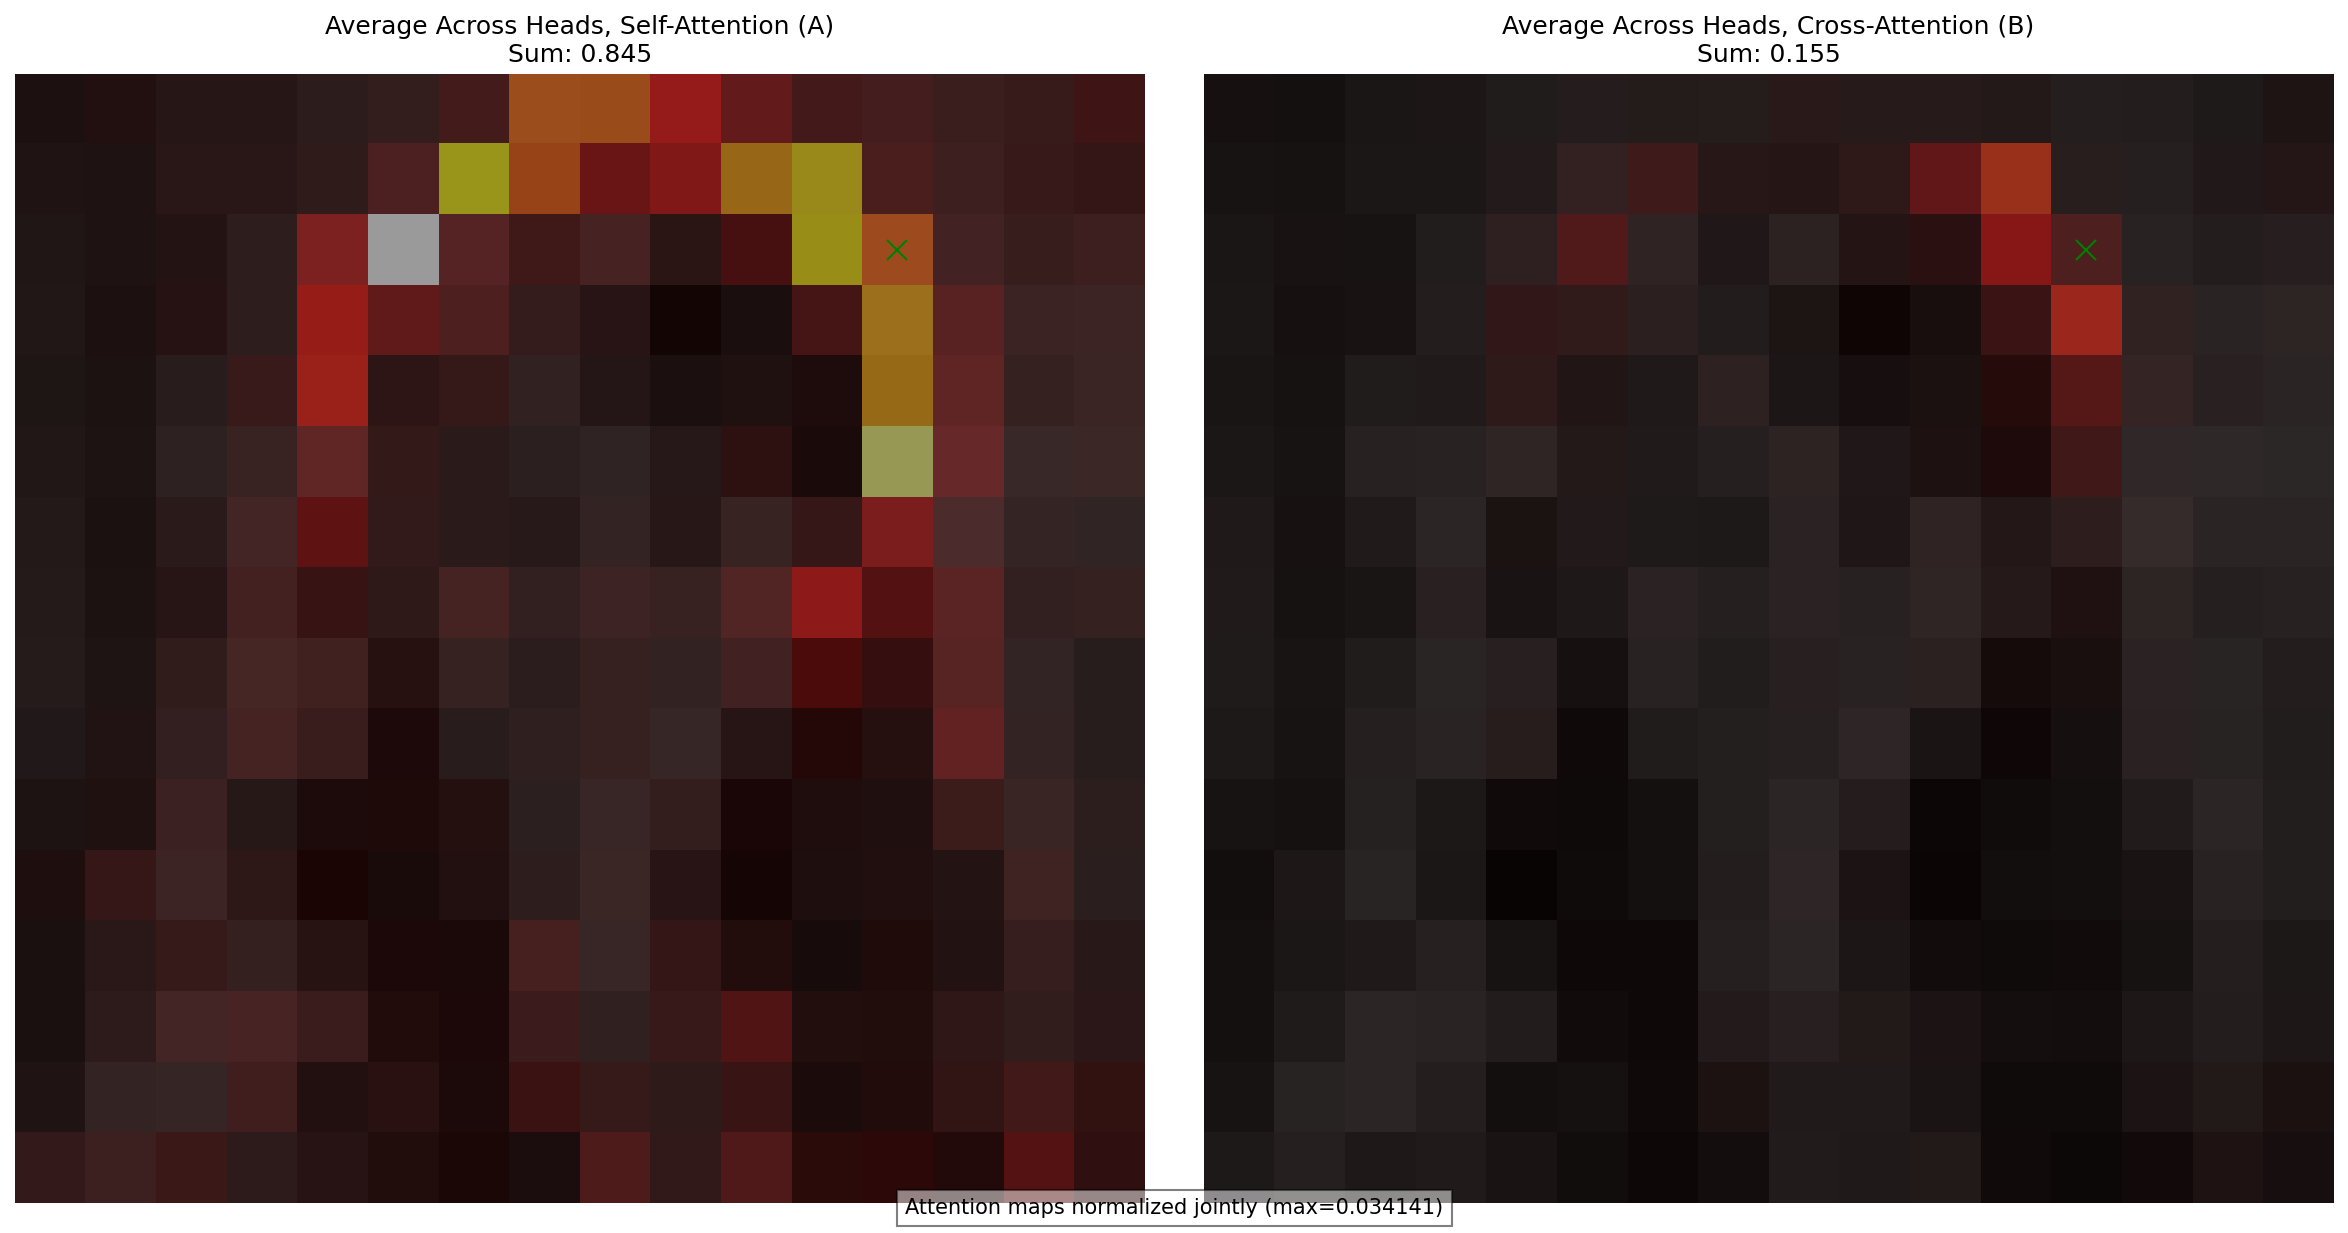 Average Across Heads, Self-Attention (A)
Sum: 0.845
Average Across Heads, Cross-Attention (B)
Sum: 0.155
Attention maps normalized jointly (max=0.034141)